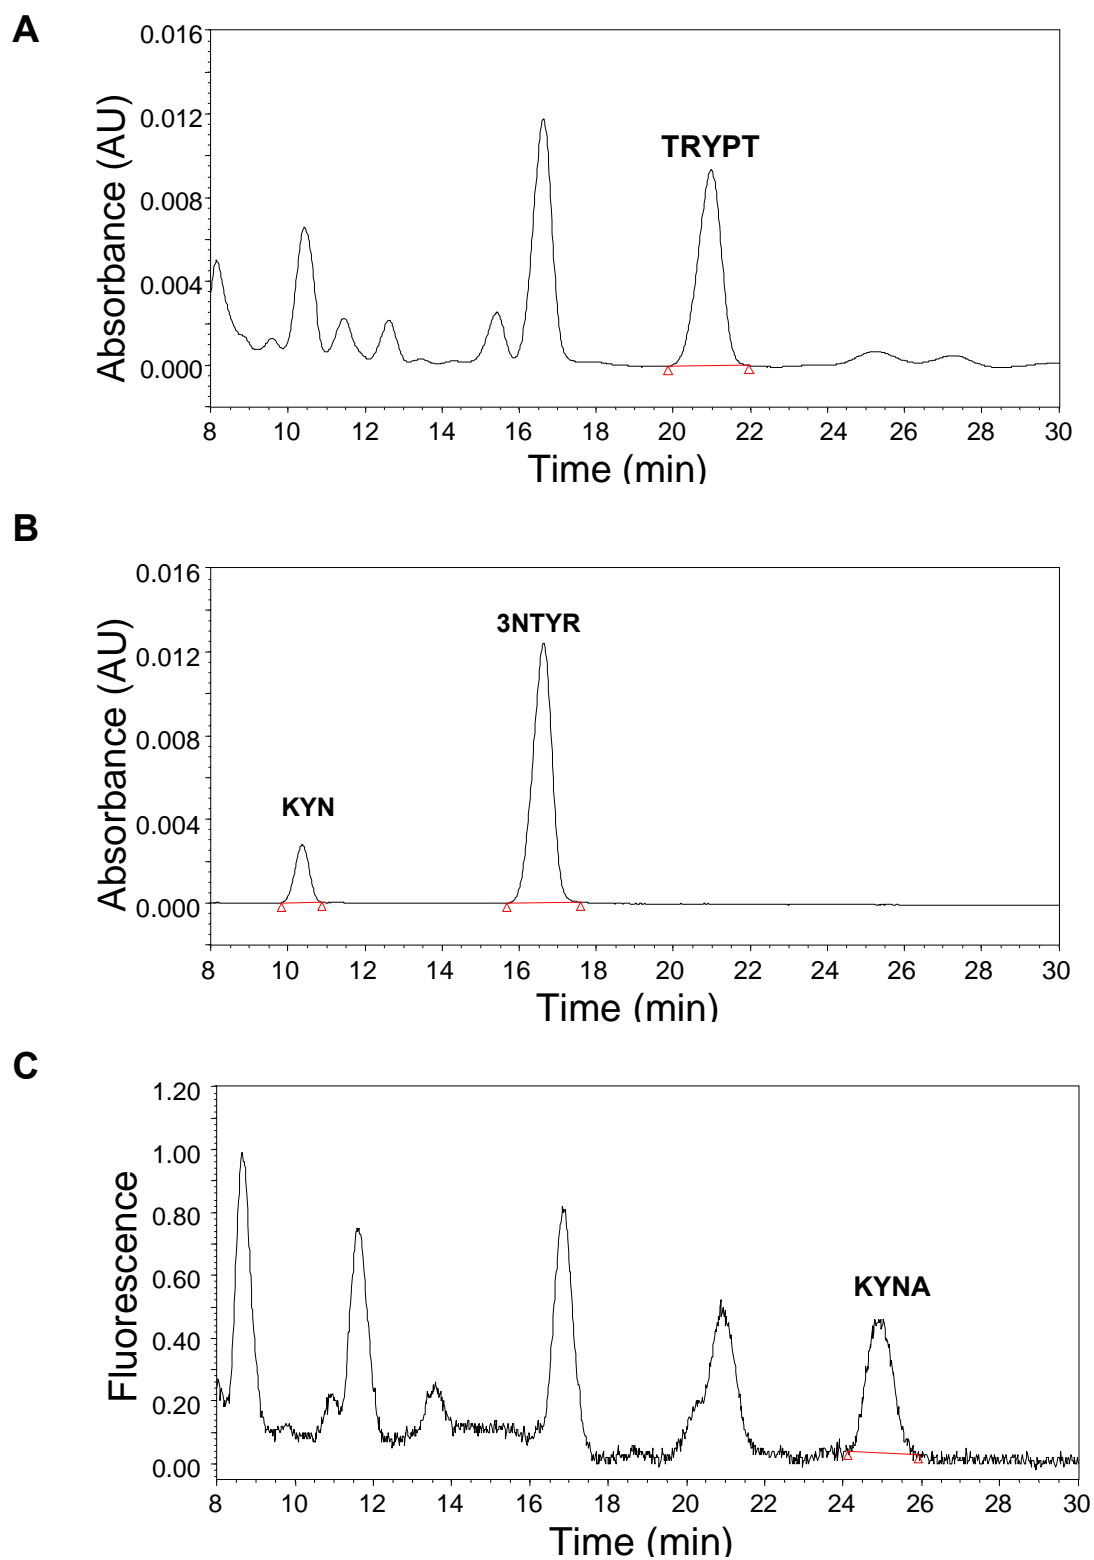 A
0.016
0.012
0.008
0.004
0.000
Absorbance (AU)
TRYPT
8 10 12 14 16 18 20 22 24 26 28 30
Time (min)
B
0.016
0.012
0.008
0.004
0.000
Absorbance (AU)
KYN
3NTYR
8 10 12 14 16 18 20 22 24 26 28 30
Time (min)
C
1.20
1.00
0.80
0.60
0.40
0.20
0.00
Fluorescence
KYNA
8 10 12 14 16 18 20 22 24 26 28 30
Time (min)